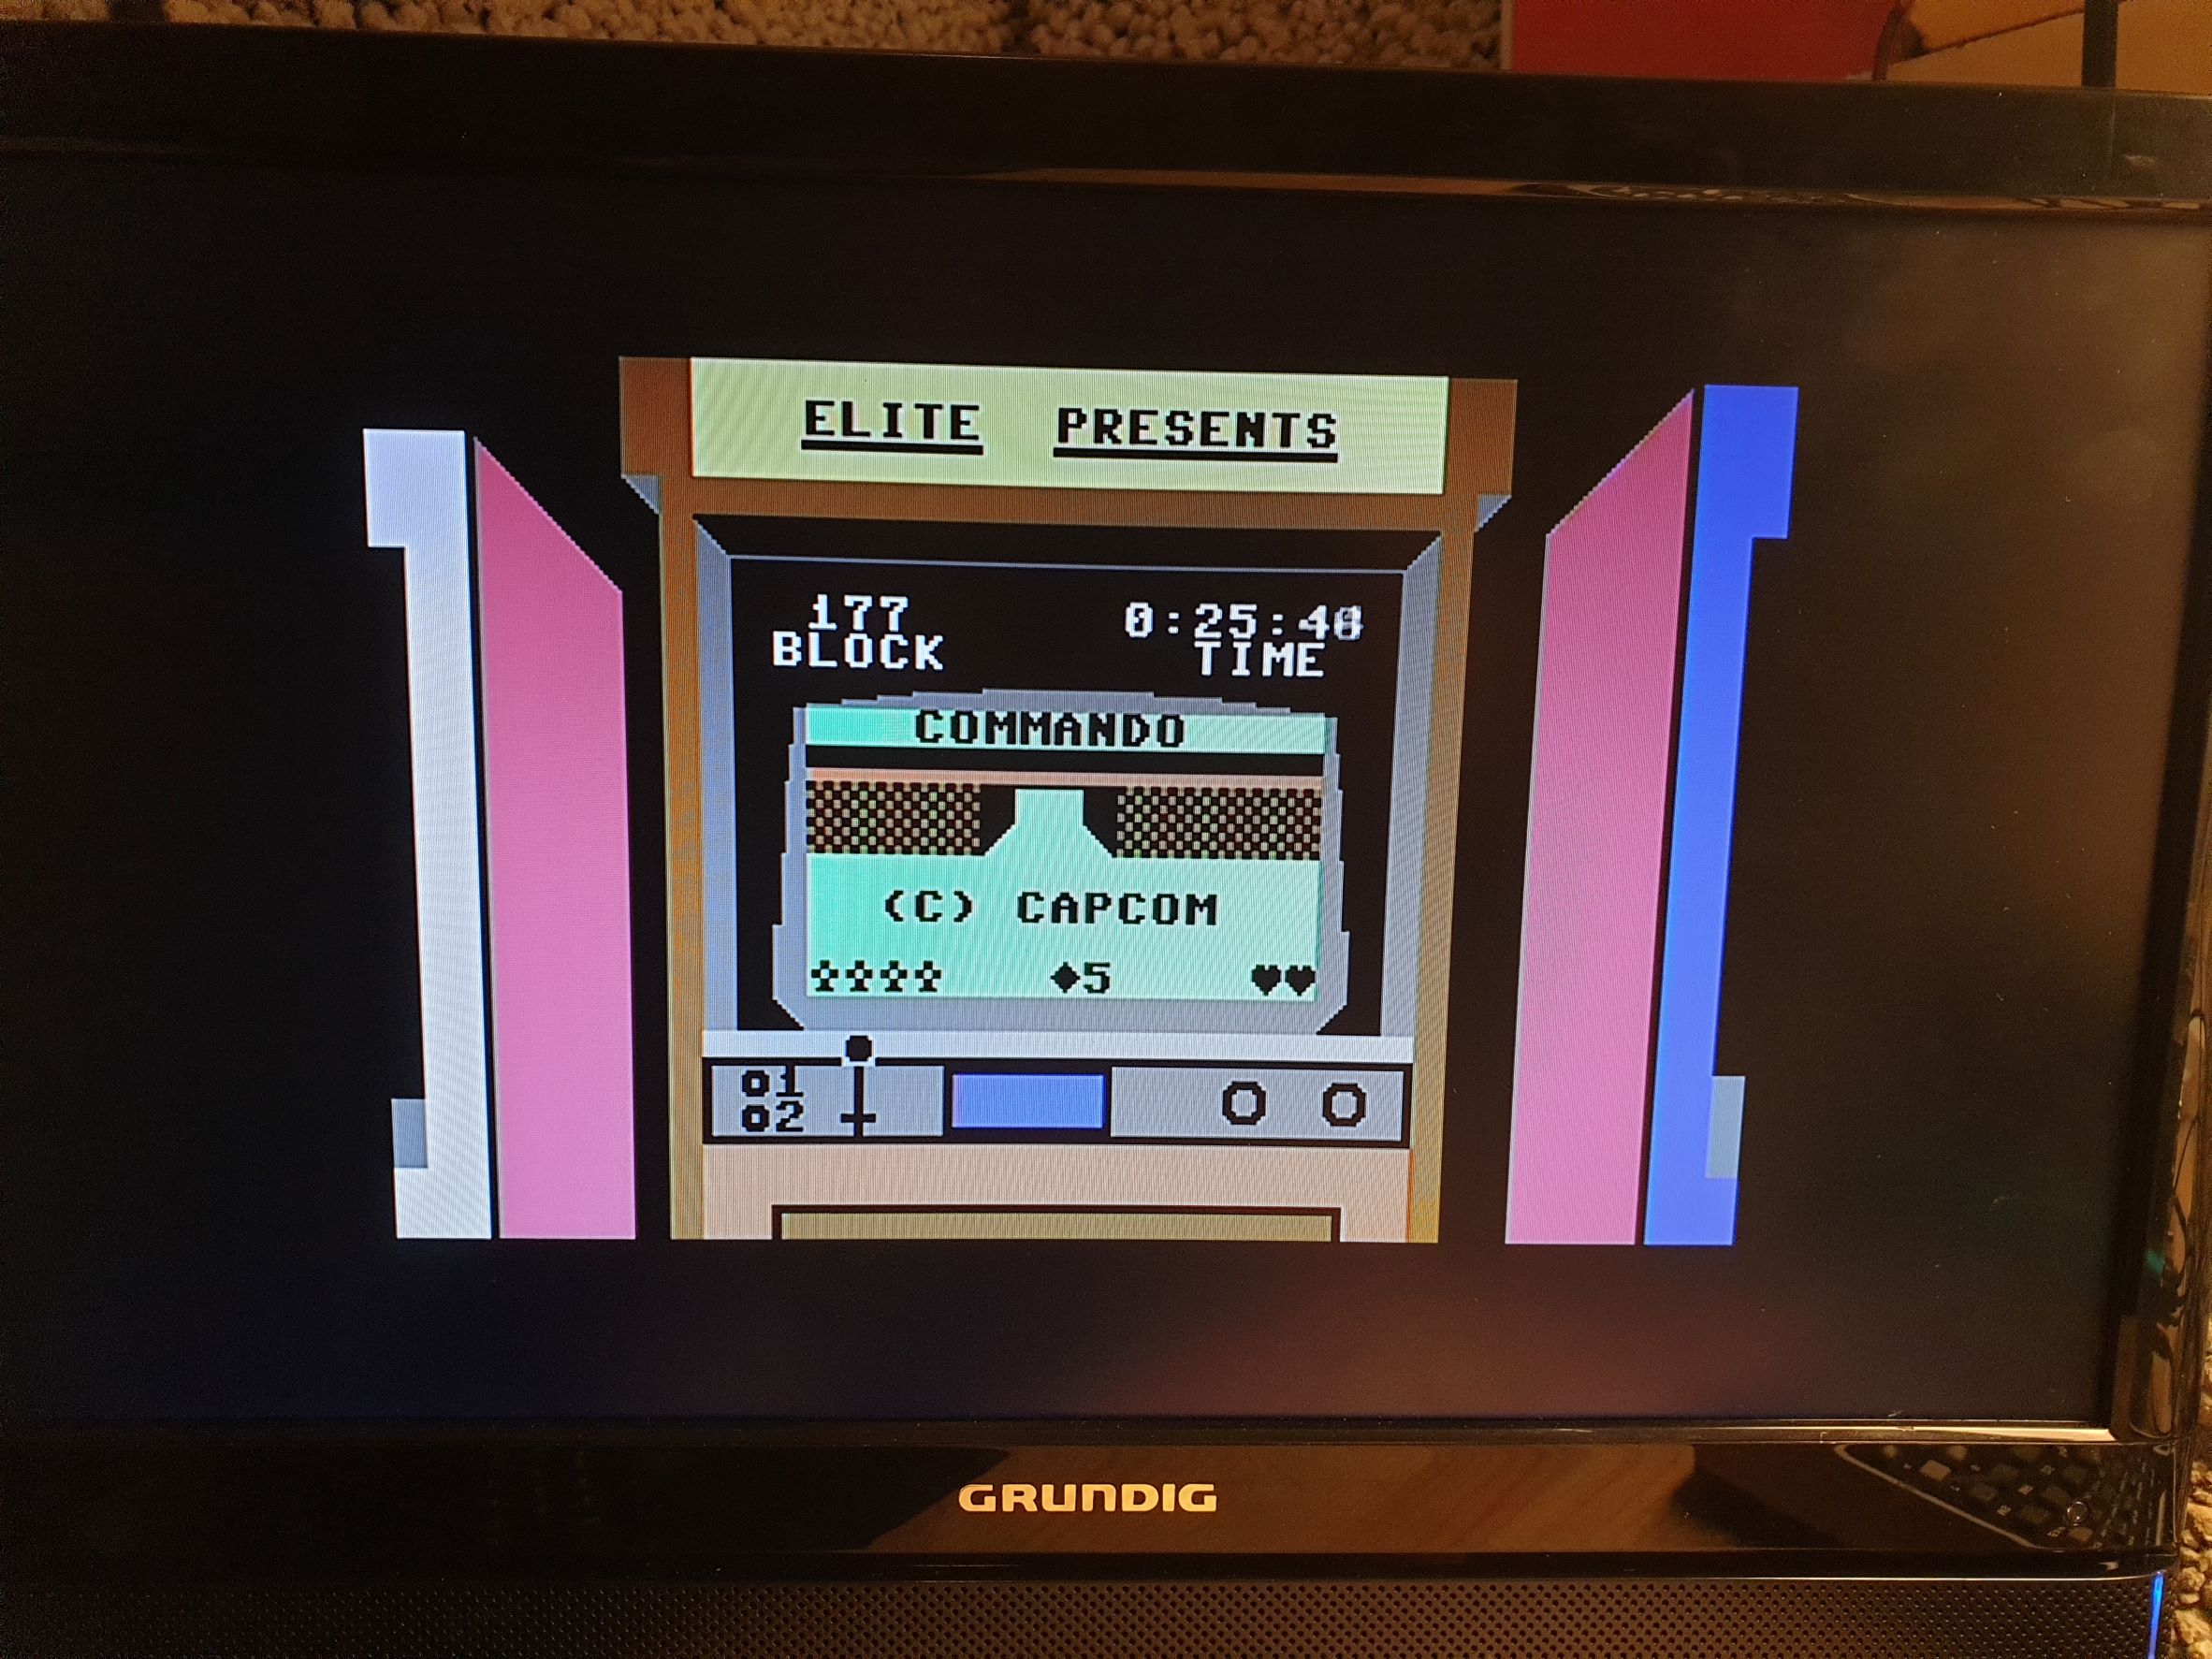 ELITE PRESENTS
177 0:25:48
BLOCK TIME
COMMANDO
(C) CAPCOM
♣♣♣♣ ♦5 ♥♥
01
02
GRUNDIG